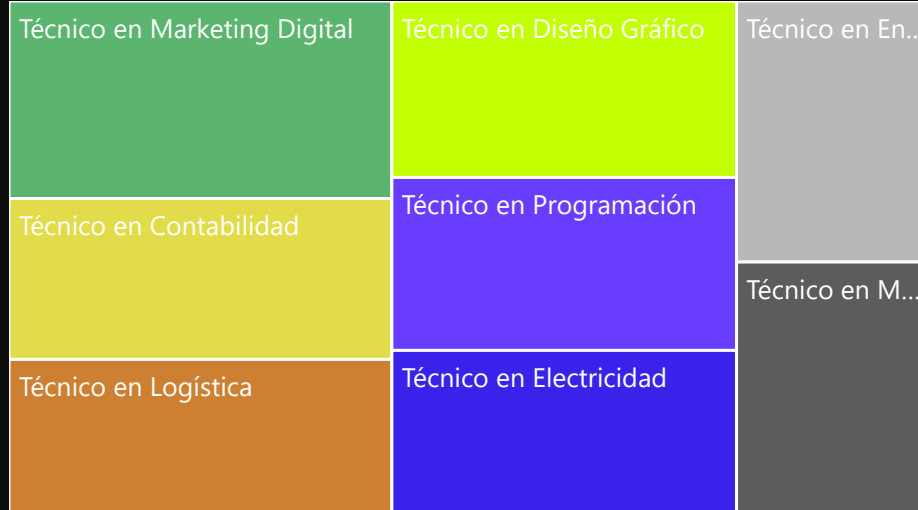 Técnico en Marketing Digital
Técnico en Contabilidad
Técnico en Logística
Técnico en Diseño Gráfico
Técnico en Programación
Técnico en Electricidad
Técnico en En...
Técnico en M...